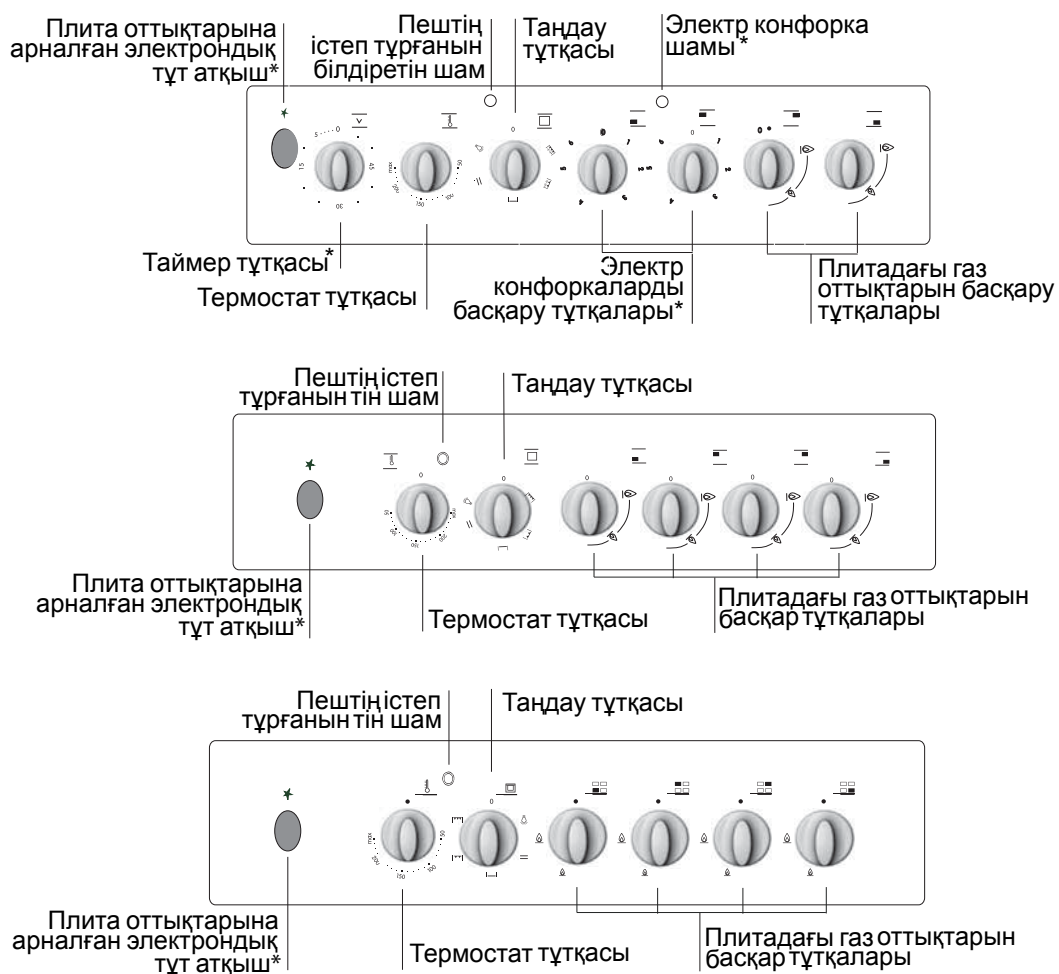 Плита оттықтарына
арналған электрондық
тұт атқыш*
Пештің
істеп тұрғанын
білдіретін шам
Таңдау
тұтқасы
Электр конфорка
шамы*
Таймер тұтқасы*
Термостат тұтқасы
Электр
конфоркаларды
басқару тұтқалары*
Плитадағы газ
оттықтарын басқару
тұтқалары
Пештің істеп
тұрғанын тін шам
Таңдау тұтқасы
Плита оттықтарына
арналған электрондық
тұт атқыш*
Термостат тұтқасы
Плитадағы газ оттықтарын
басқар тұтқалары
Пештің істеп
тұрғанын тін шам
Таңдау тұтқасы
Плита оттықтарына
арналған электрондық
тұт атқыш*
Термостат тұтқасы
Плитадағы газ оттықтарын
басқар тұтқалары